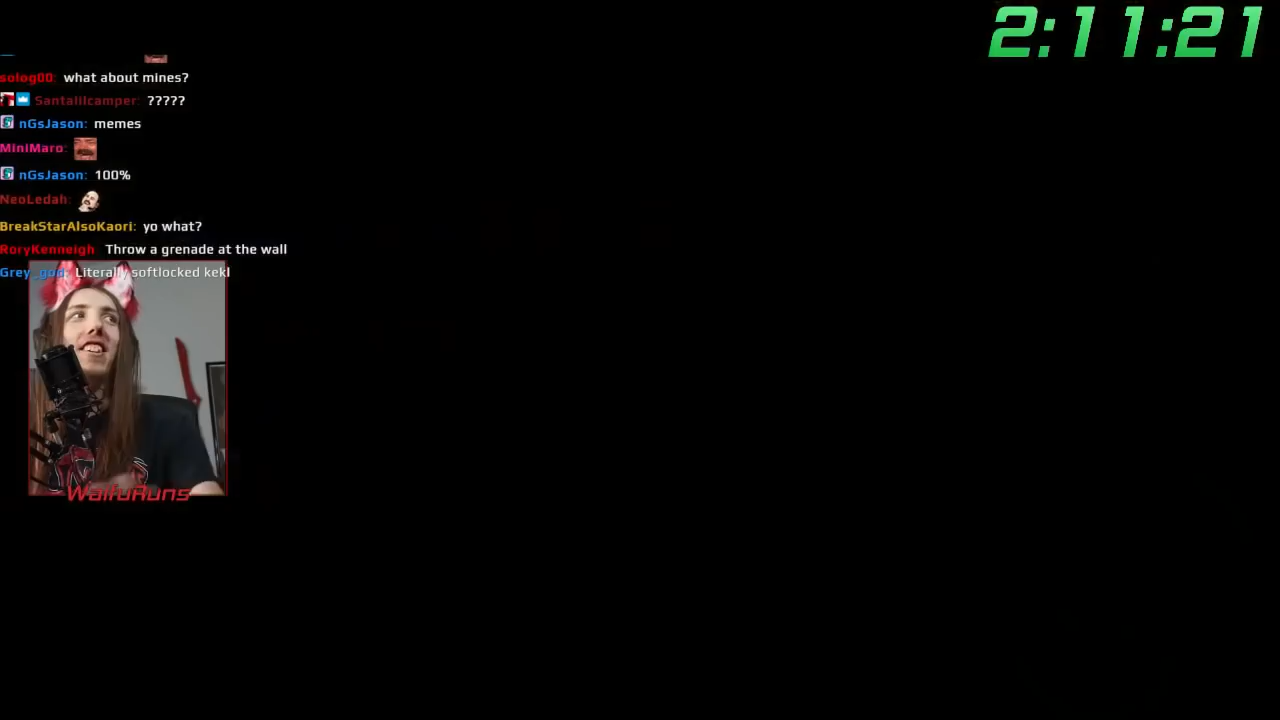 2:11:21
solog00: what about mines?
Santalilcamper: ?????
nGsJason: memes
MiniMaro:
nGsJason: 100%
NeoLedah:
BreakStarAlsoKaori: yo what?
RoryKenneigh Throw a grenade at the wall
Grey_god: Literally softlocked kekl
WaifuRuns